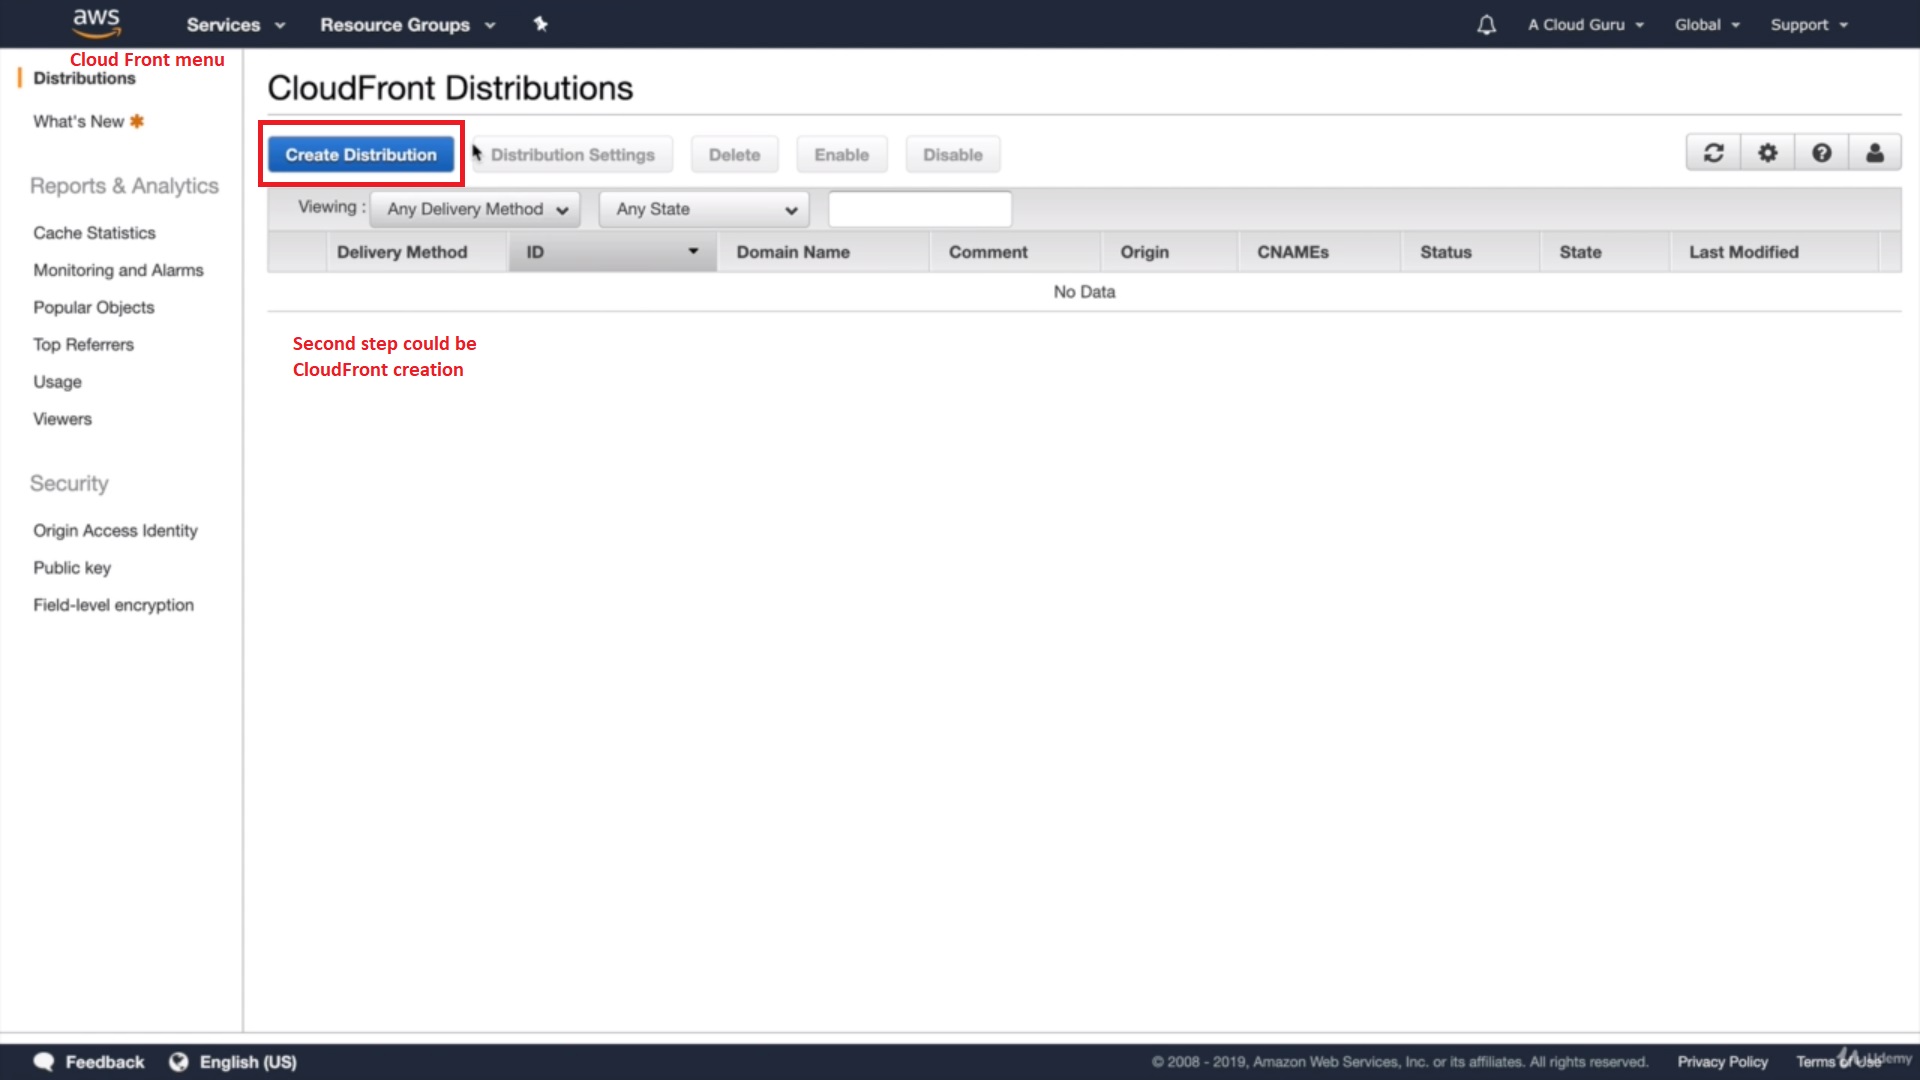 aws
Services
Resource Groups
A Cloud Guru
Global
Support
Cloud Front menu
Distributions
What's New
Reports & Analytics
Cache Statistics
Monitoring and Alarms
Popular Objects
Top Referrers
Usage
Viewers
Security
Origin Access Identity
Public key
Field-level encryption
CloudFront Distributions
Create Distribution
Distribution Settings
Delete
Enable
Disable
Viewing : Any Delivery Method
Any State
Delivery Method
ID
Domain Name
Comment
Origin
CNAMEs
Status
State
Last Modified
No Data
Second step could be
CloudFront creation
Feedback
English (US)
© 2008 - 2019, Amazon Web Services, Inc. or its affiliates. All rights reserved.
Privacy Policy
Terms of Use
Udemy